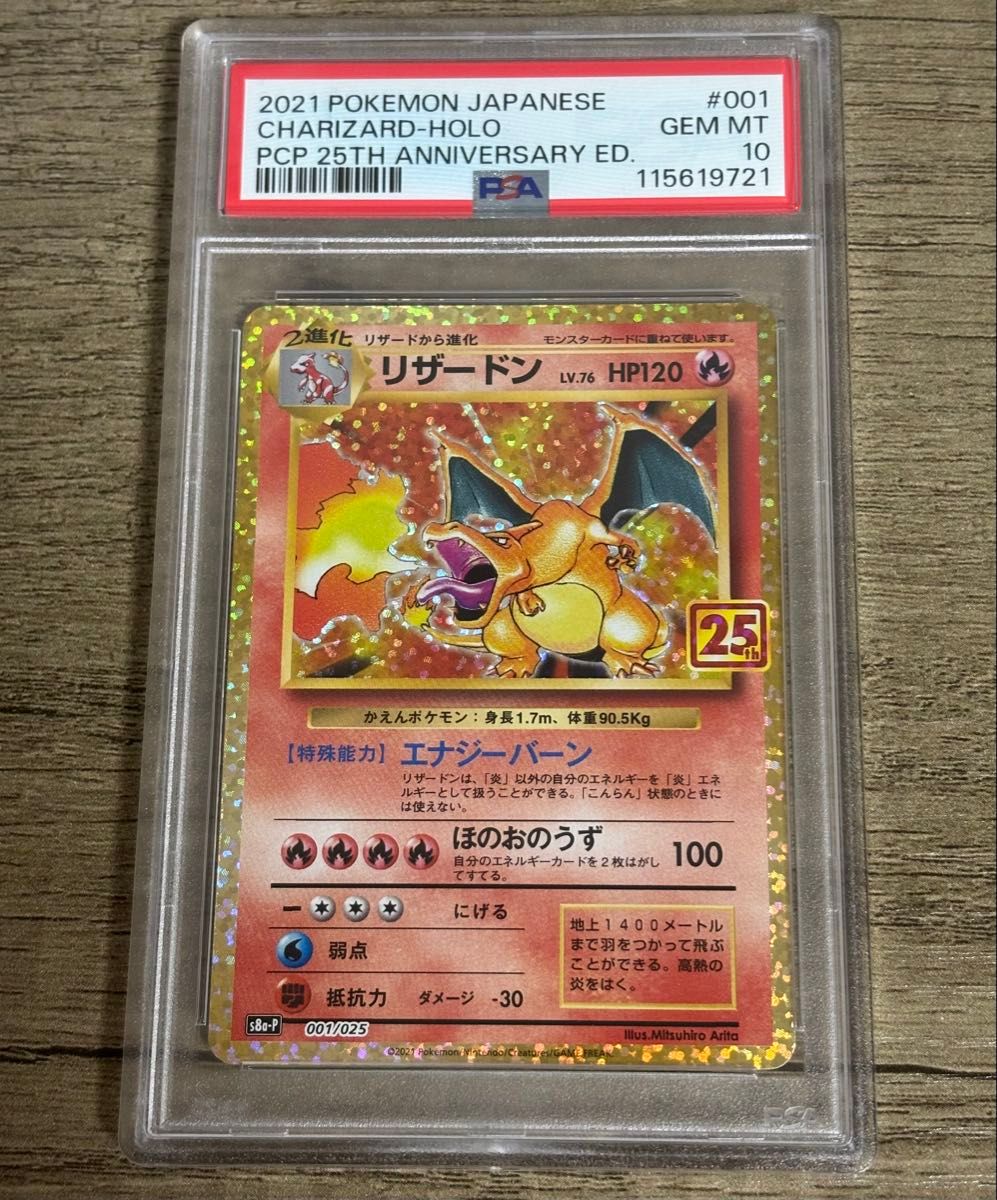 2021 POKEMON JAPANESE #001
CHARIZARD-HOLO GEM MT
PCP 25TH ANNIVERSARY ED. 10
PSA 115619721
2進化 リザードから進化 モンスターカードに重ねて使います。
リザードン LV.76 HP120
25th
かえんポケモン：身長1.7m、体重90.5Kg
【特殊能力】エナジーバーン
リザードンは、「炎」以外の自分のエネルギーを「炎」エネ
ルギーとして扱うことができる。「こんらん」状態のときに
は使えない。
ほのおのうず 100
自分のエネルギーカードを２枚はがし
てすてる。
にげる
弱点
抵抗力 ダメージ -30
地上１４００メートル
まで羽をつかって飛ぶ
ことができる。高熱の
炎をはく。
s8a-P 001/025
Illus.Mitsuhiro Arita
©2021 Pokémon/Nintendo/Creatures/GAME FREAK.
PSA